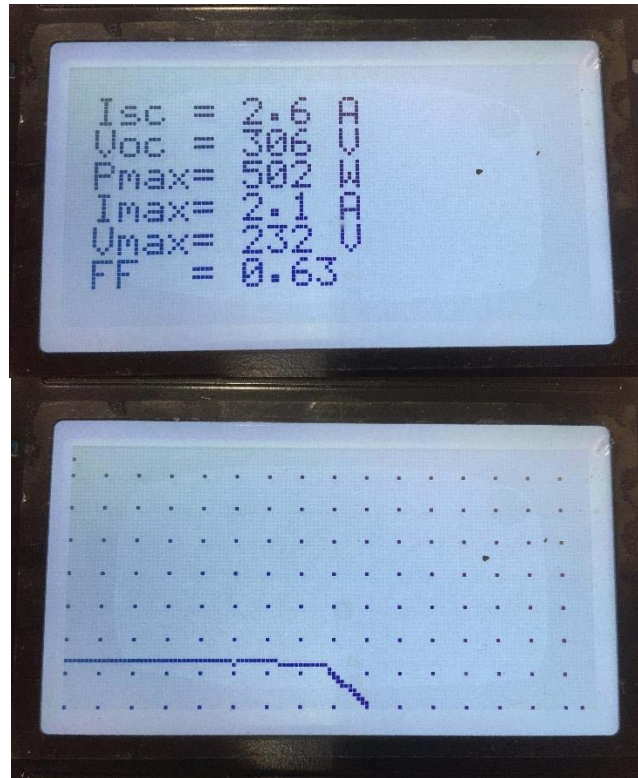 Isc = 2.6 A
Voc = 306 V
Pmax= 502 W
Imax= 2.1 A
Vmax= 232 V
FF = 0.63